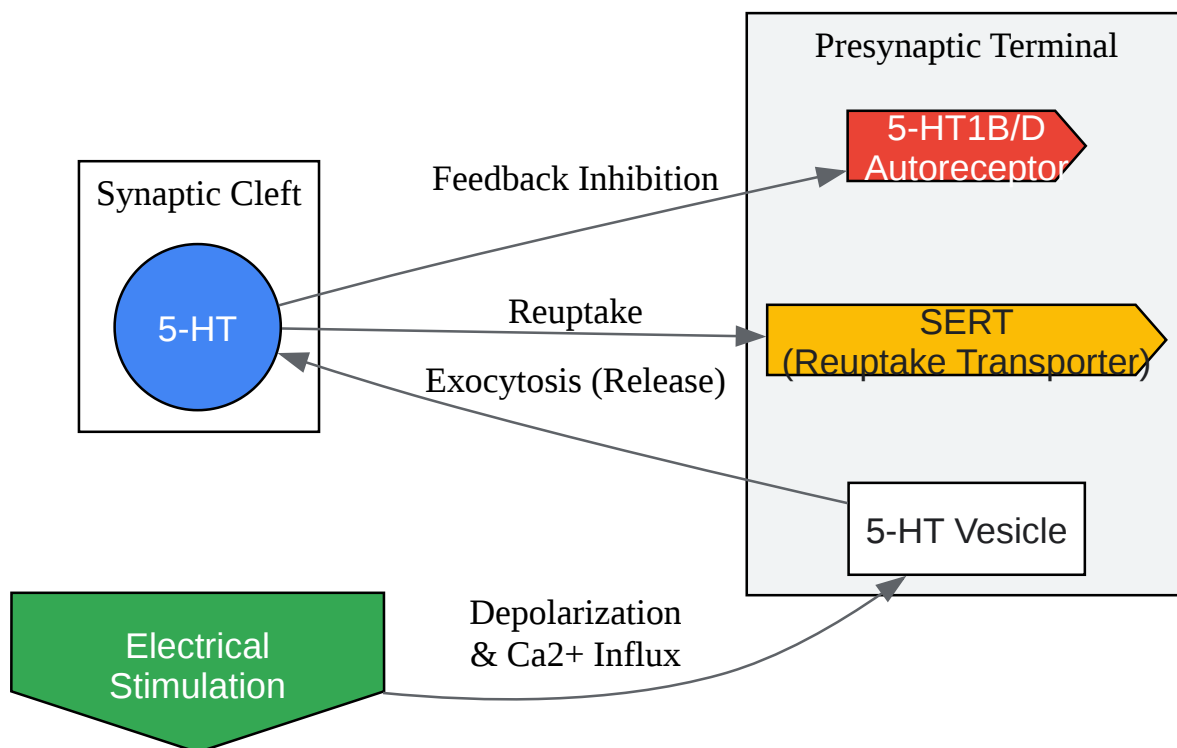 Presynaptic Terminal
5-HT1B/D
Autoreceptor
Feedback Inhibition
Synaptic Cleft
5-HT
Reuptake
SERT
(Reuptake Transporter)
Exocytosis (Release)
5-HT Vesicle
Depolarization
& Ca2+ Influx
Electrical
Stimulation